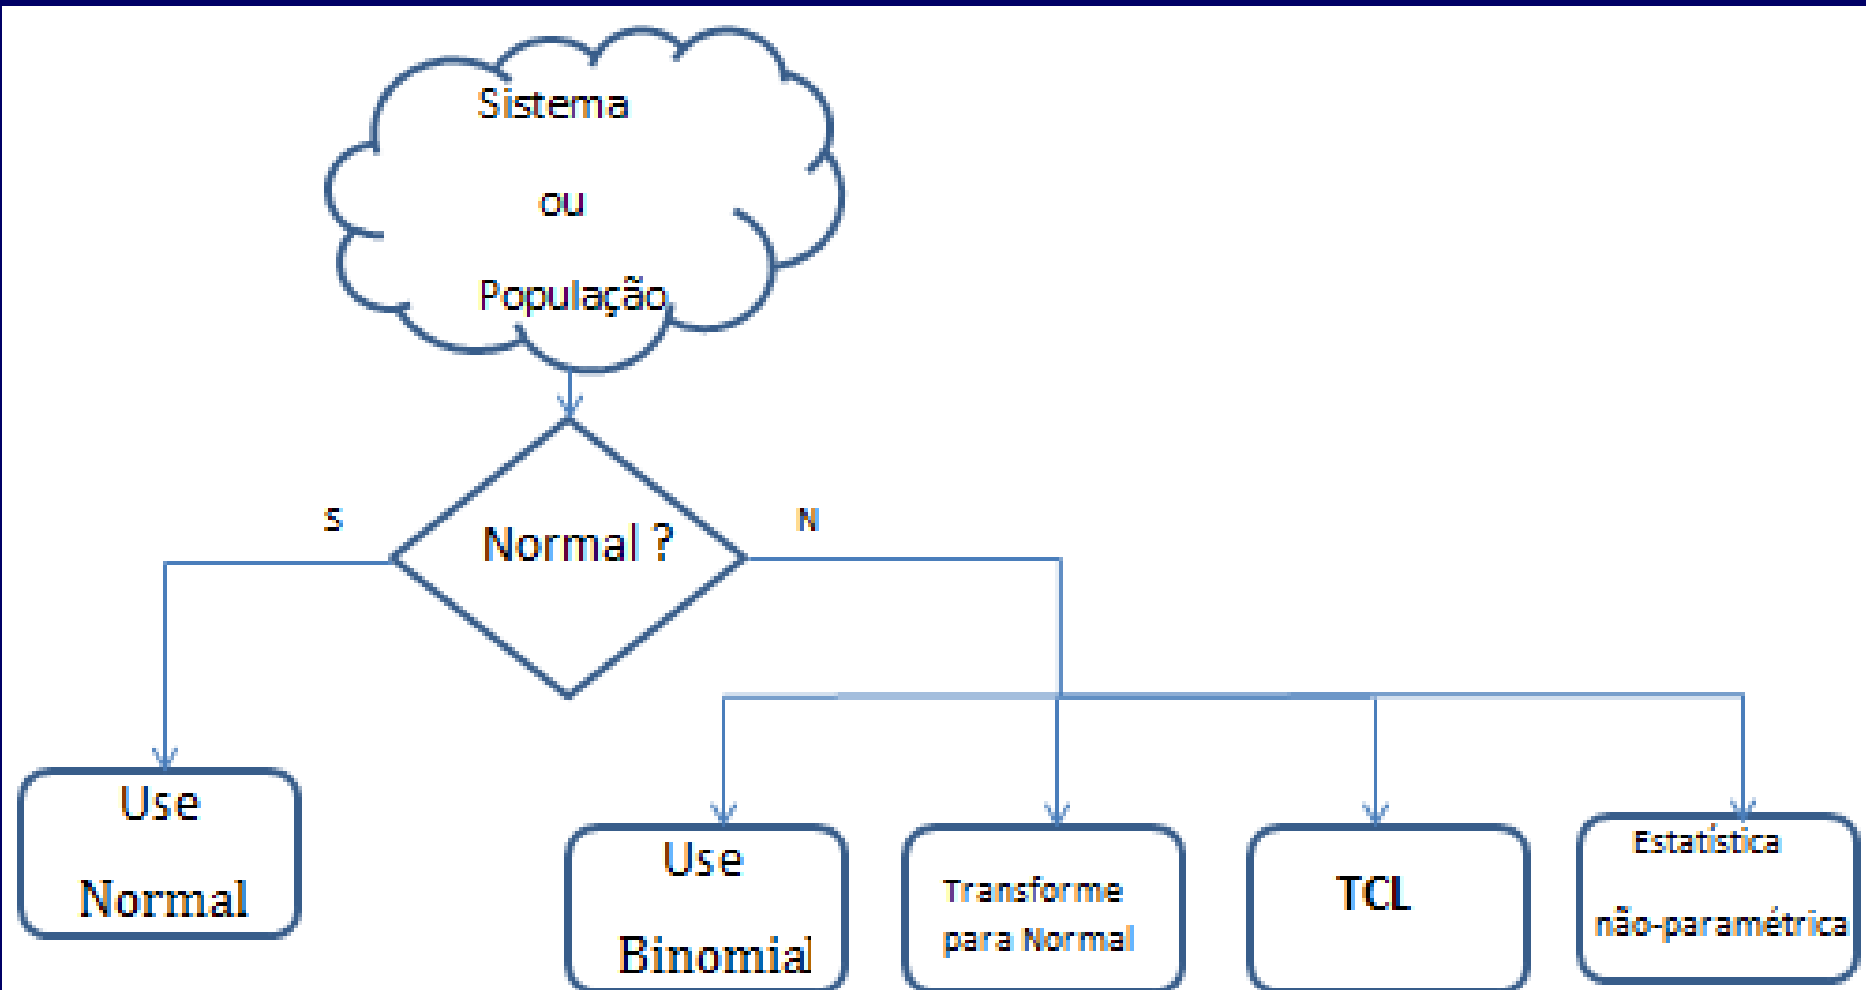 Sistema
ou
População
Normal ?
S
N
Use
Normal
Use
Binomial
Transforme
para Normal
TCL
Estatística
não-paramétrica